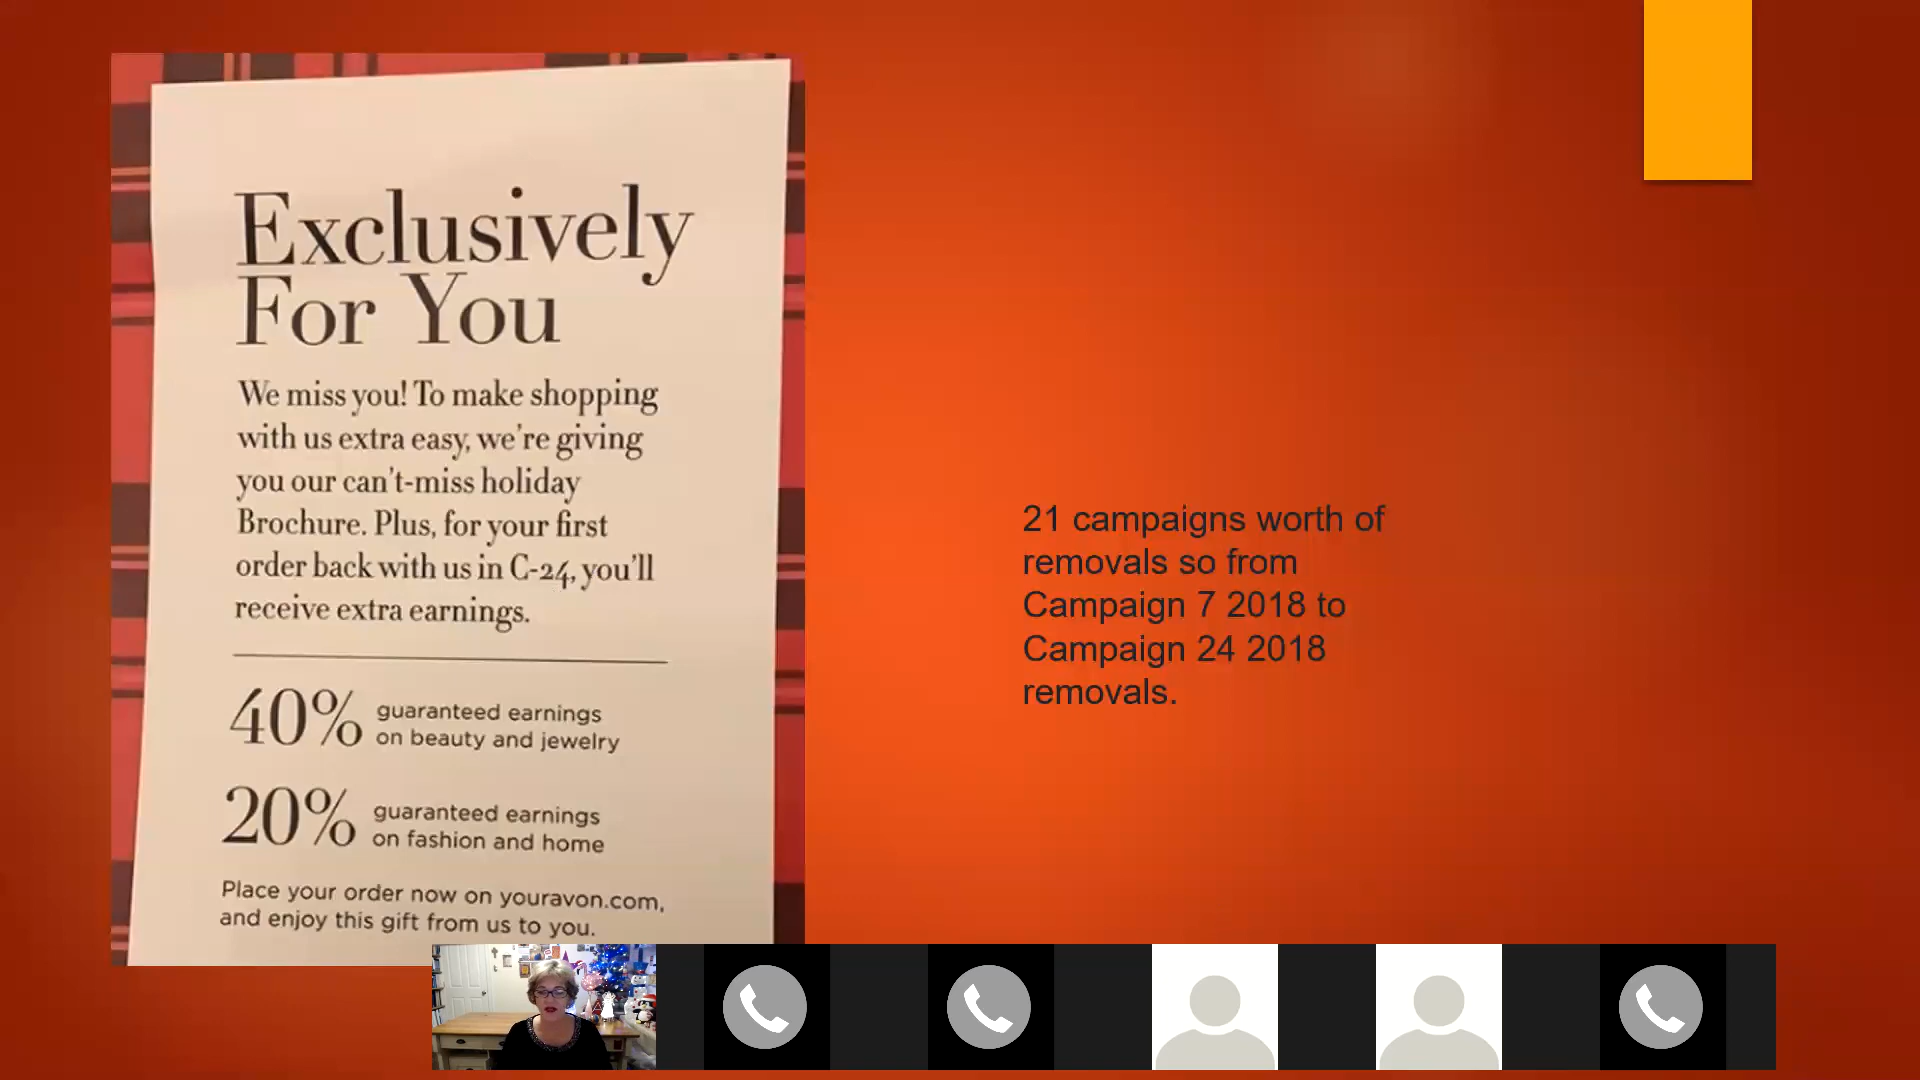 Exclusively
For You
We miss you! To make shopping
with us extra easy, we're giving
you our can't-miss holiday
Brochure. Plus, for your first
order back with us in C-24, you'll
receive extra earnings.
40% guaranteed earnings
on beauty and jewelry
20% guaranteed earnings
on fashion and home
Place your order now on youravon.com,
and enjoy this gift from us to you.
21 campaigns worth of
removals so from
Campaign 7 2018 to
Campaign 24 2018
removals.